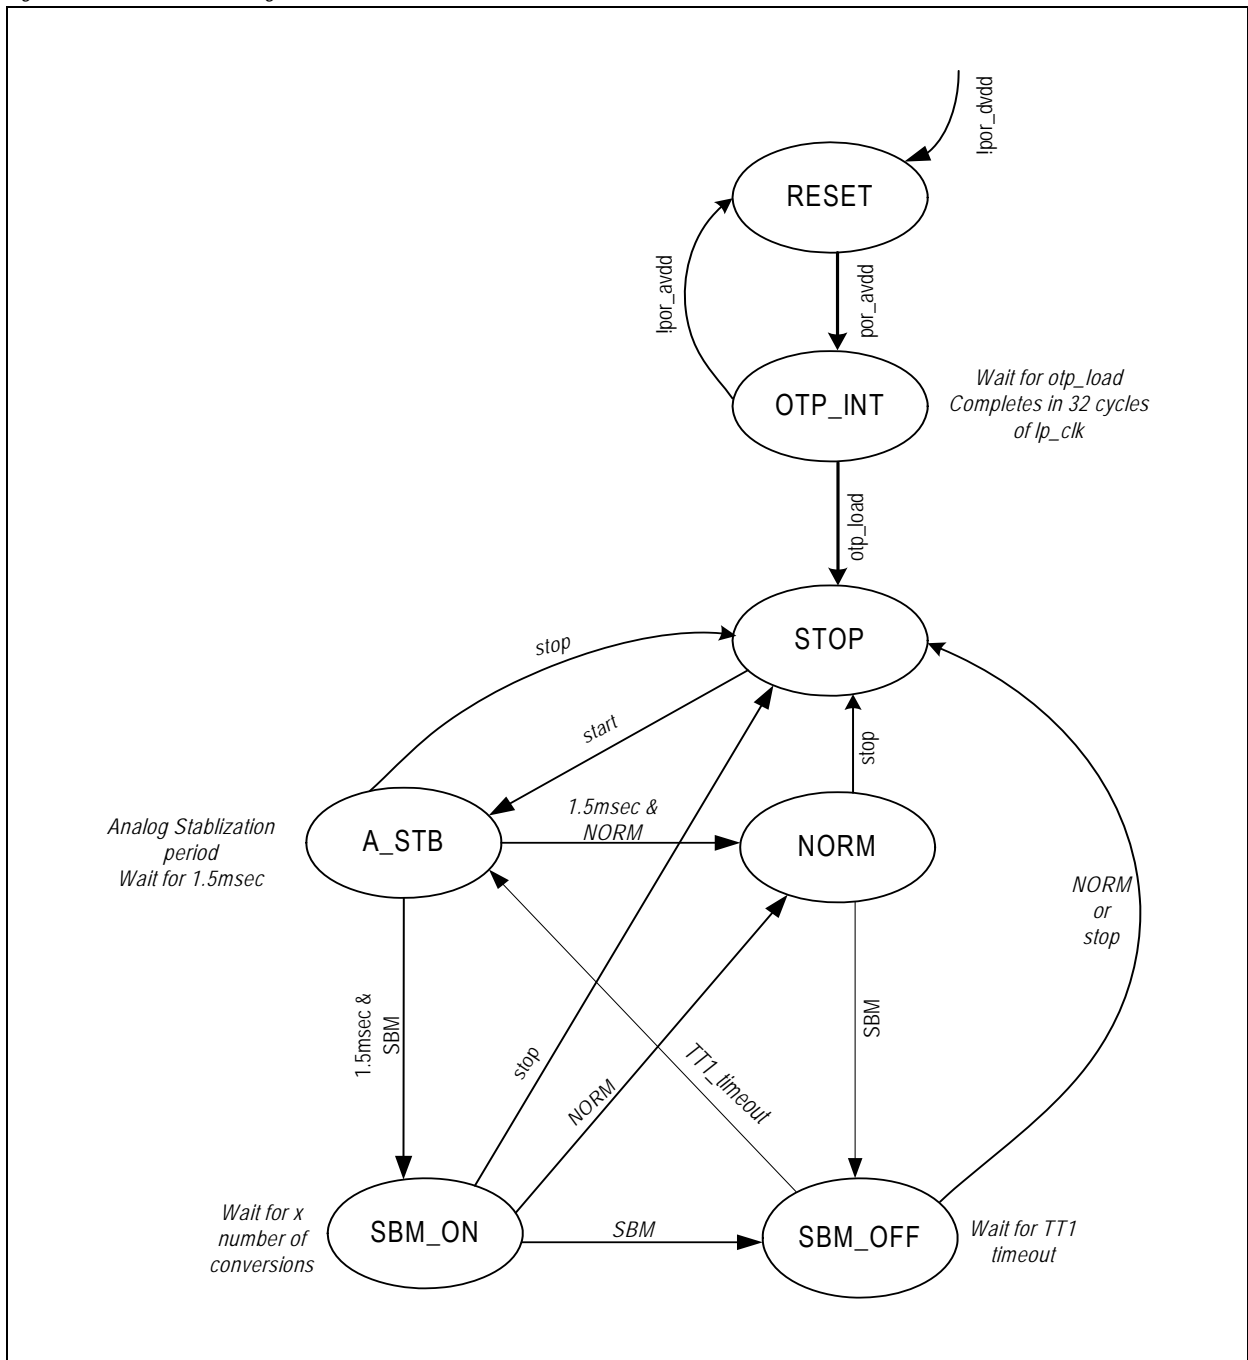 !por_dvdd
RESET
!por_avdd
por_avdd
OTP_INT
Wait for otp_load
Completes in 32 cycles
of lp_clk
otp_load
STOP
stop
start
stop
1.5msec &
NORM
A_STB
NORM
Analog Stablization
period
Wait for 1.5msec
NORM
or
stop
1.5msec &
SBM
stop
NORM
TT1_timeout
SBM
SBM_ON
SBM
SBM_OFF
Wait for x
number of
conversions
Wait for TT1
timeout